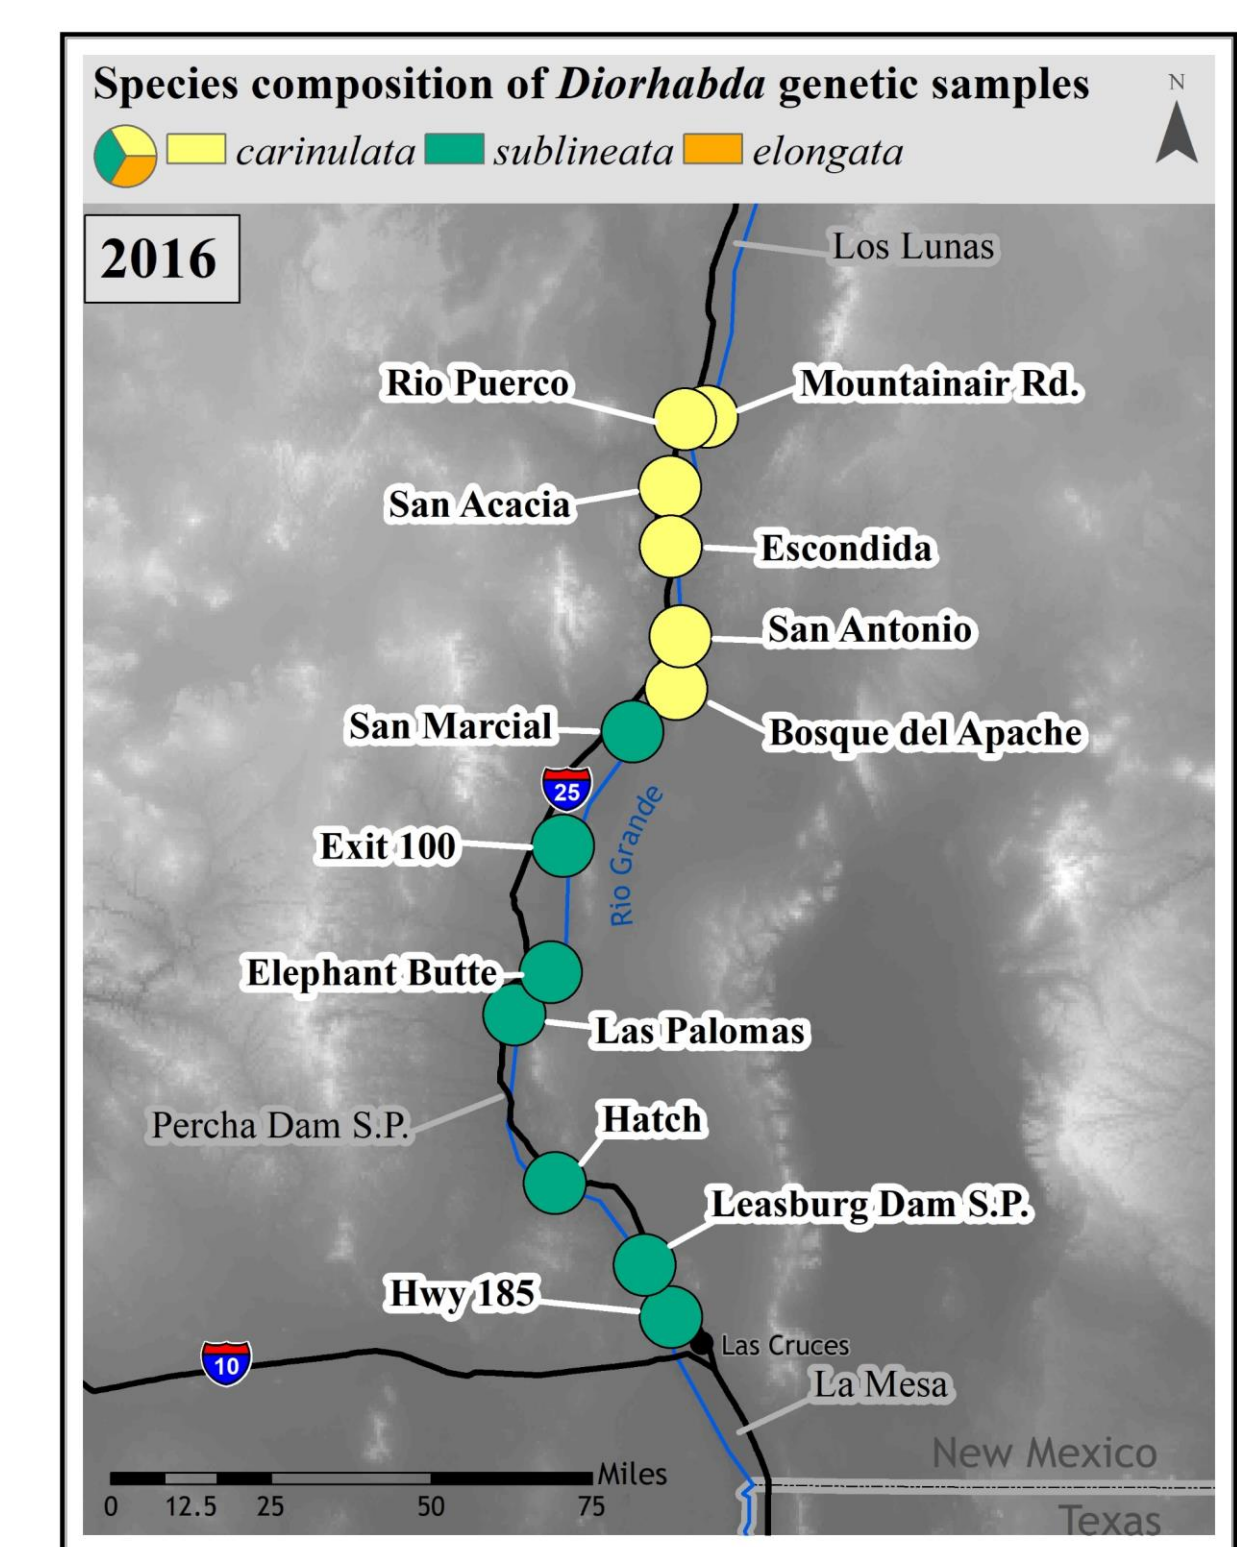 Species composition of Diorhabda genetic samples
N
carinulata sublineata elongata
2016
Los Lunas
Rio Puerco
Mountainair Rd.
San Acacia
Escondida
San Antonio
San Marcial
Bosque del Apache
25
Exit 100
Rio Grande
Elephant Butte
Las Palomas
Percha Dam S.P.
Hatch
Leasburg Dam S.P.
Hwy 185
Las Cruces
10
La Mesa
New Mexico
Miles
0 12.5 25 50 75
Texas